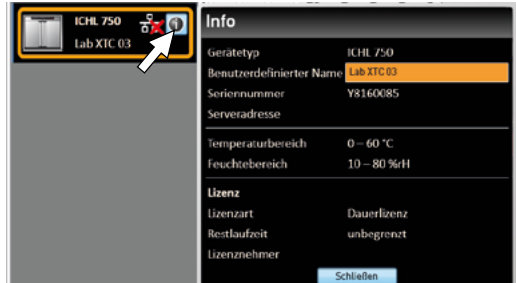 ICHL 750
Lab XTC 03
Info
Gerätetyp ICHL 750
Benutzerdefinierter Name Lab XTC 03
Seriennummer Y8160085
Serveradresse
Temperaturbereich 0 – 60 °C
Feuchtebereich 10 – 80 %rH
Lizenz
Lizenzart Dauerlizenz
Restlaufzeit unbegrenzt
Lizenznehmer
Schließen